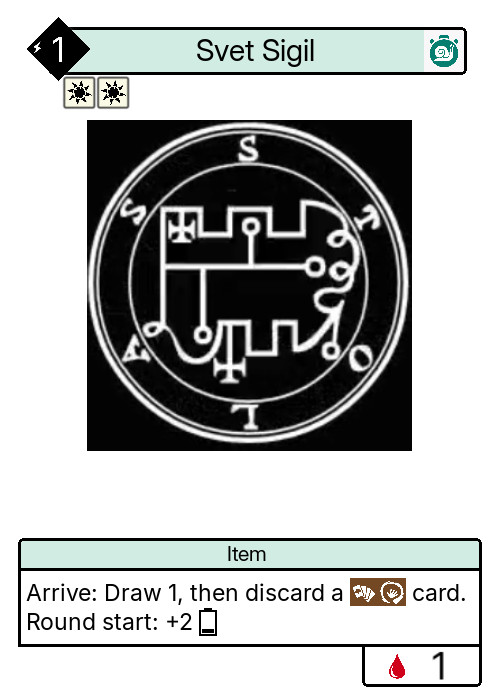 1
Svet Sigil
S T O L A S
Item
Arrive: Draw 1, then discard a card.
Round start: +2
1